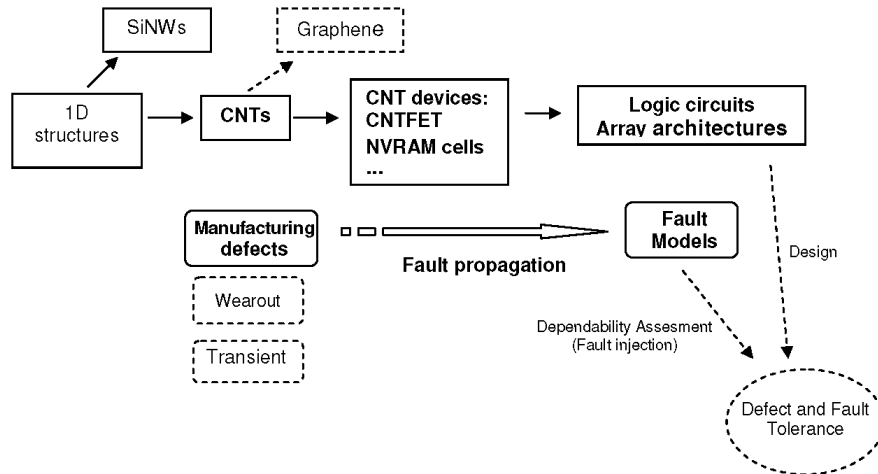 SiNWs
Graphene
1D
structures
CNTs
CNT devices:
CNTFET
NVRAM cells
...
Logic circuits
Array architectures
Manufacturing
defects
Fault propagation
Fault
Models
Design
Wearout
Transient
Dependability Assesment
(Fault injection)
Defect and Fault
Tolerance